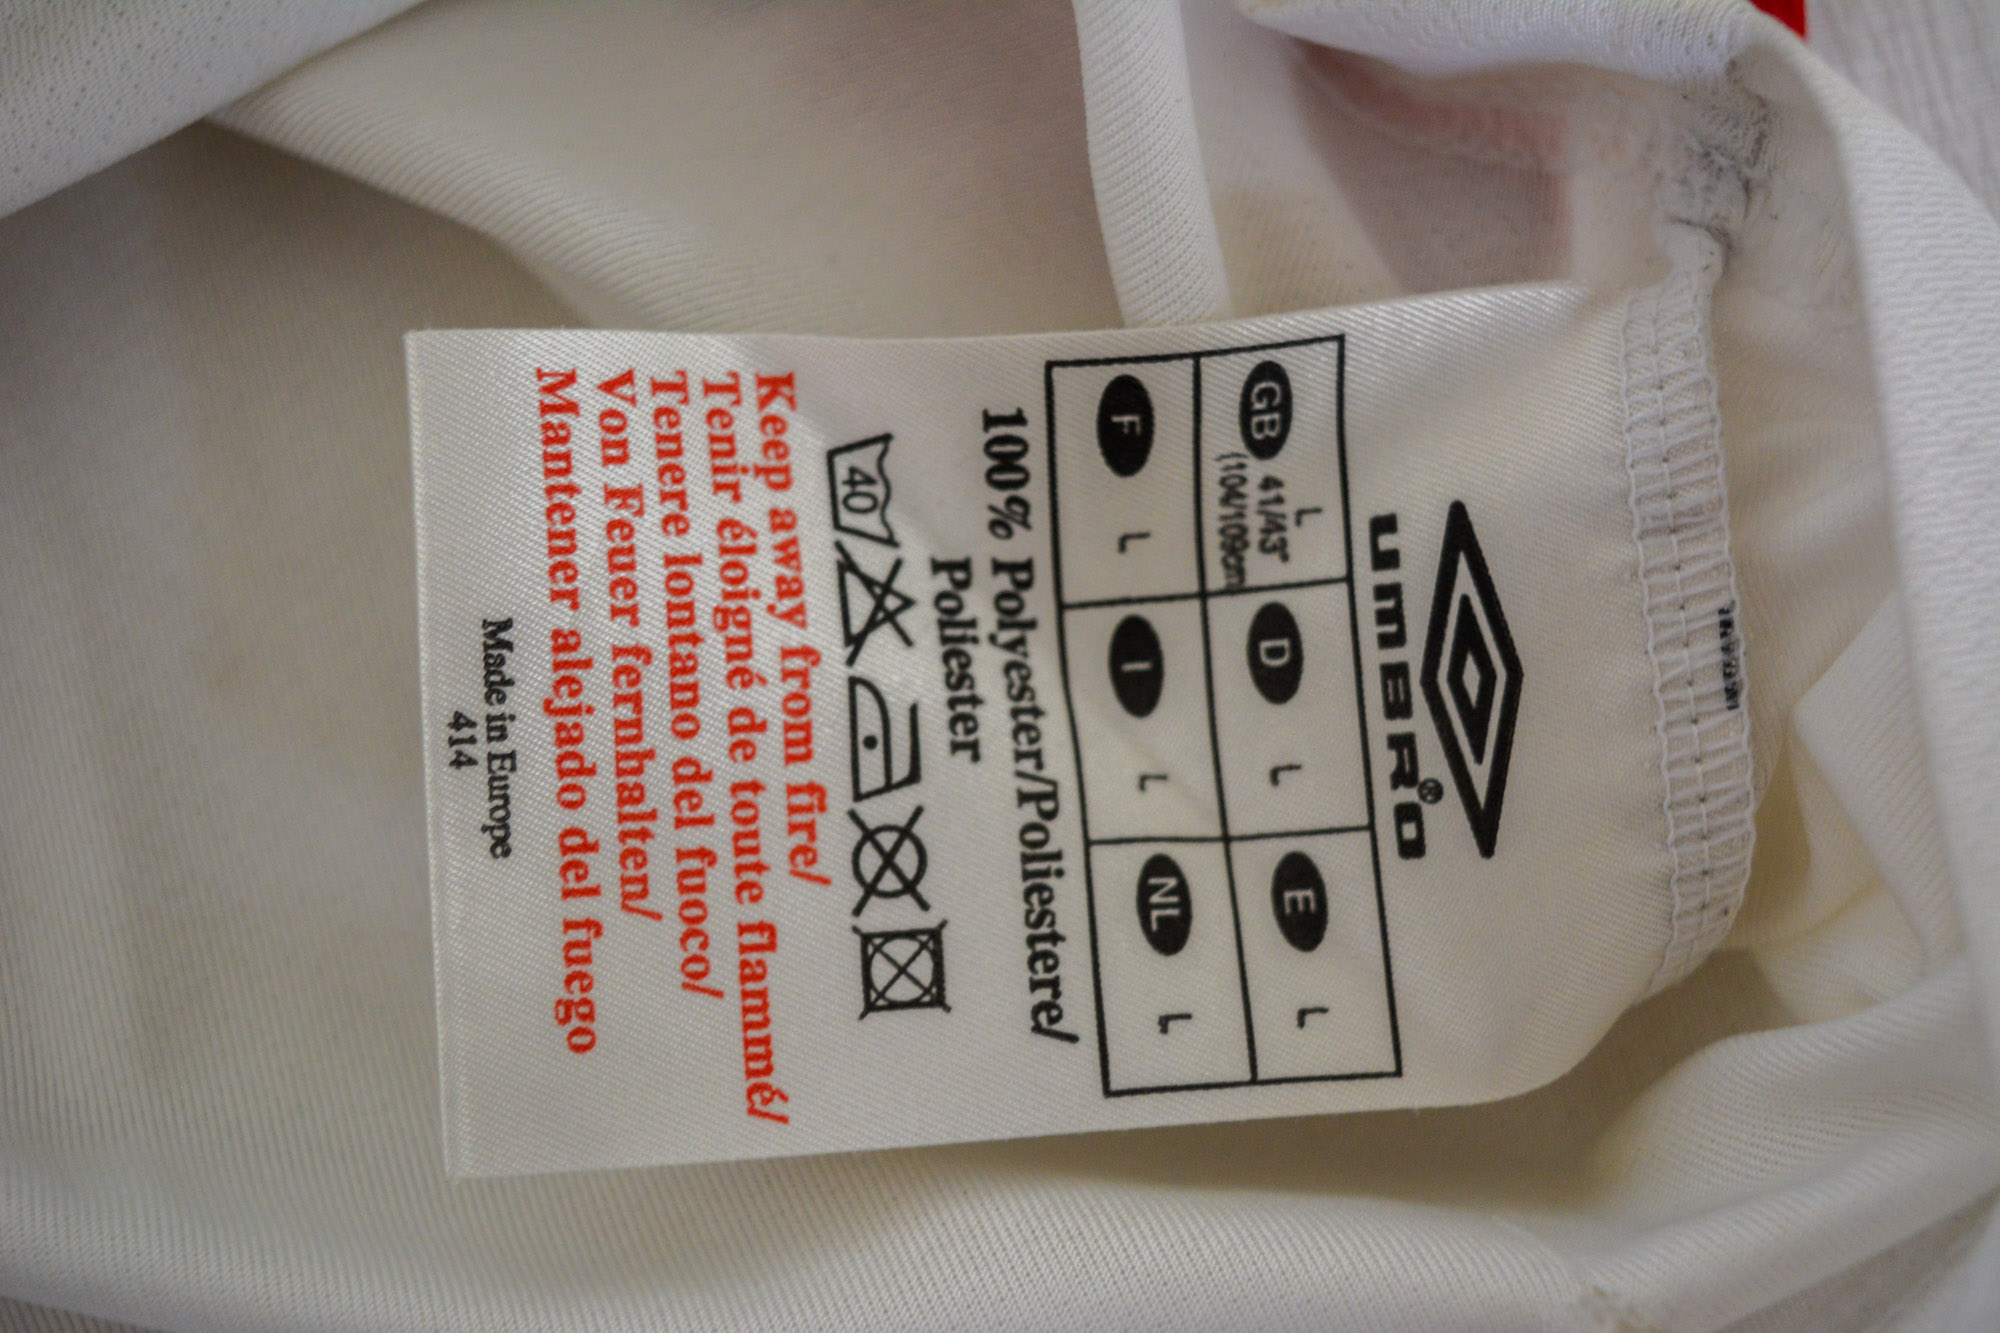 UMBRO®
GB L
41/43"
(104/109cm
D L
E L
F L
I L
NL L
100% Polyester/Poliestere/
Poliester
40
Keep away from fire/
Tenir éloigné de toute flammé/
Tenere lontano del fuoco/
Von Feuer fernhalten/
Mantener alejado del fuego
Made in Europe
414